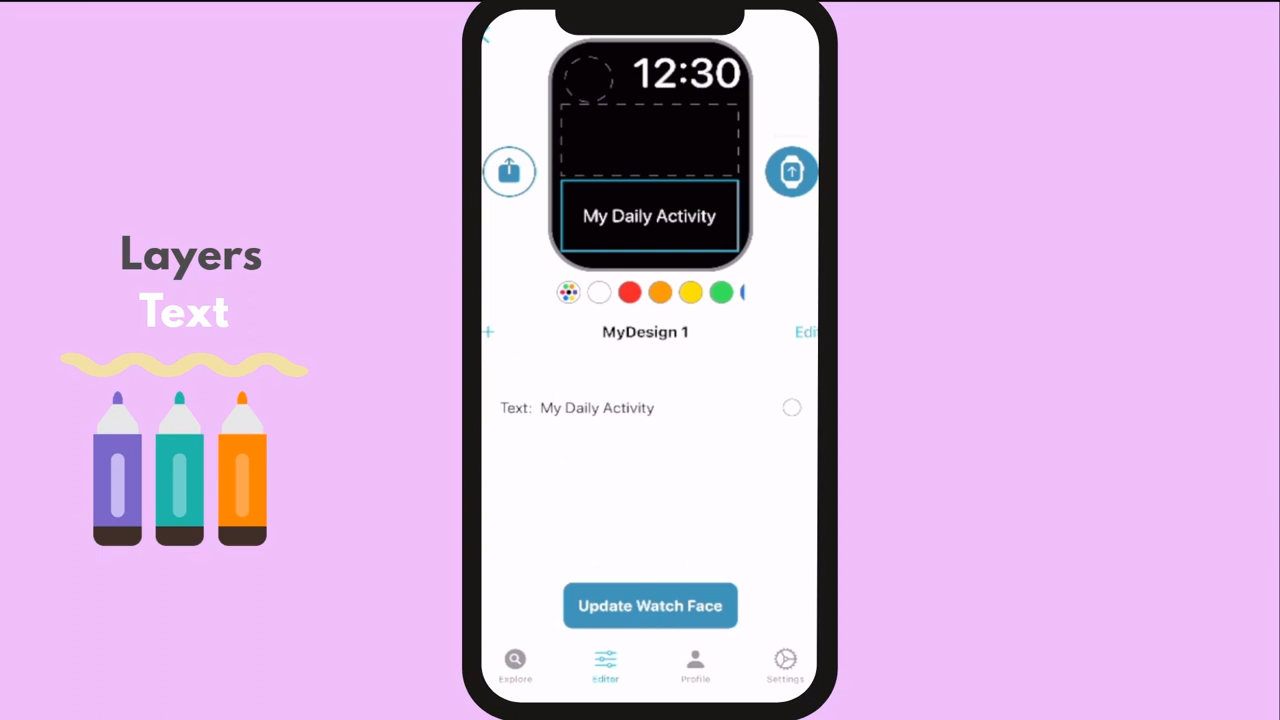 Layers
Text
12:30
My Daily Activity
+ MyDesign 1 Edi
Text: My Daily Activity
Update Watch Face
Explore Editor Profile Settings